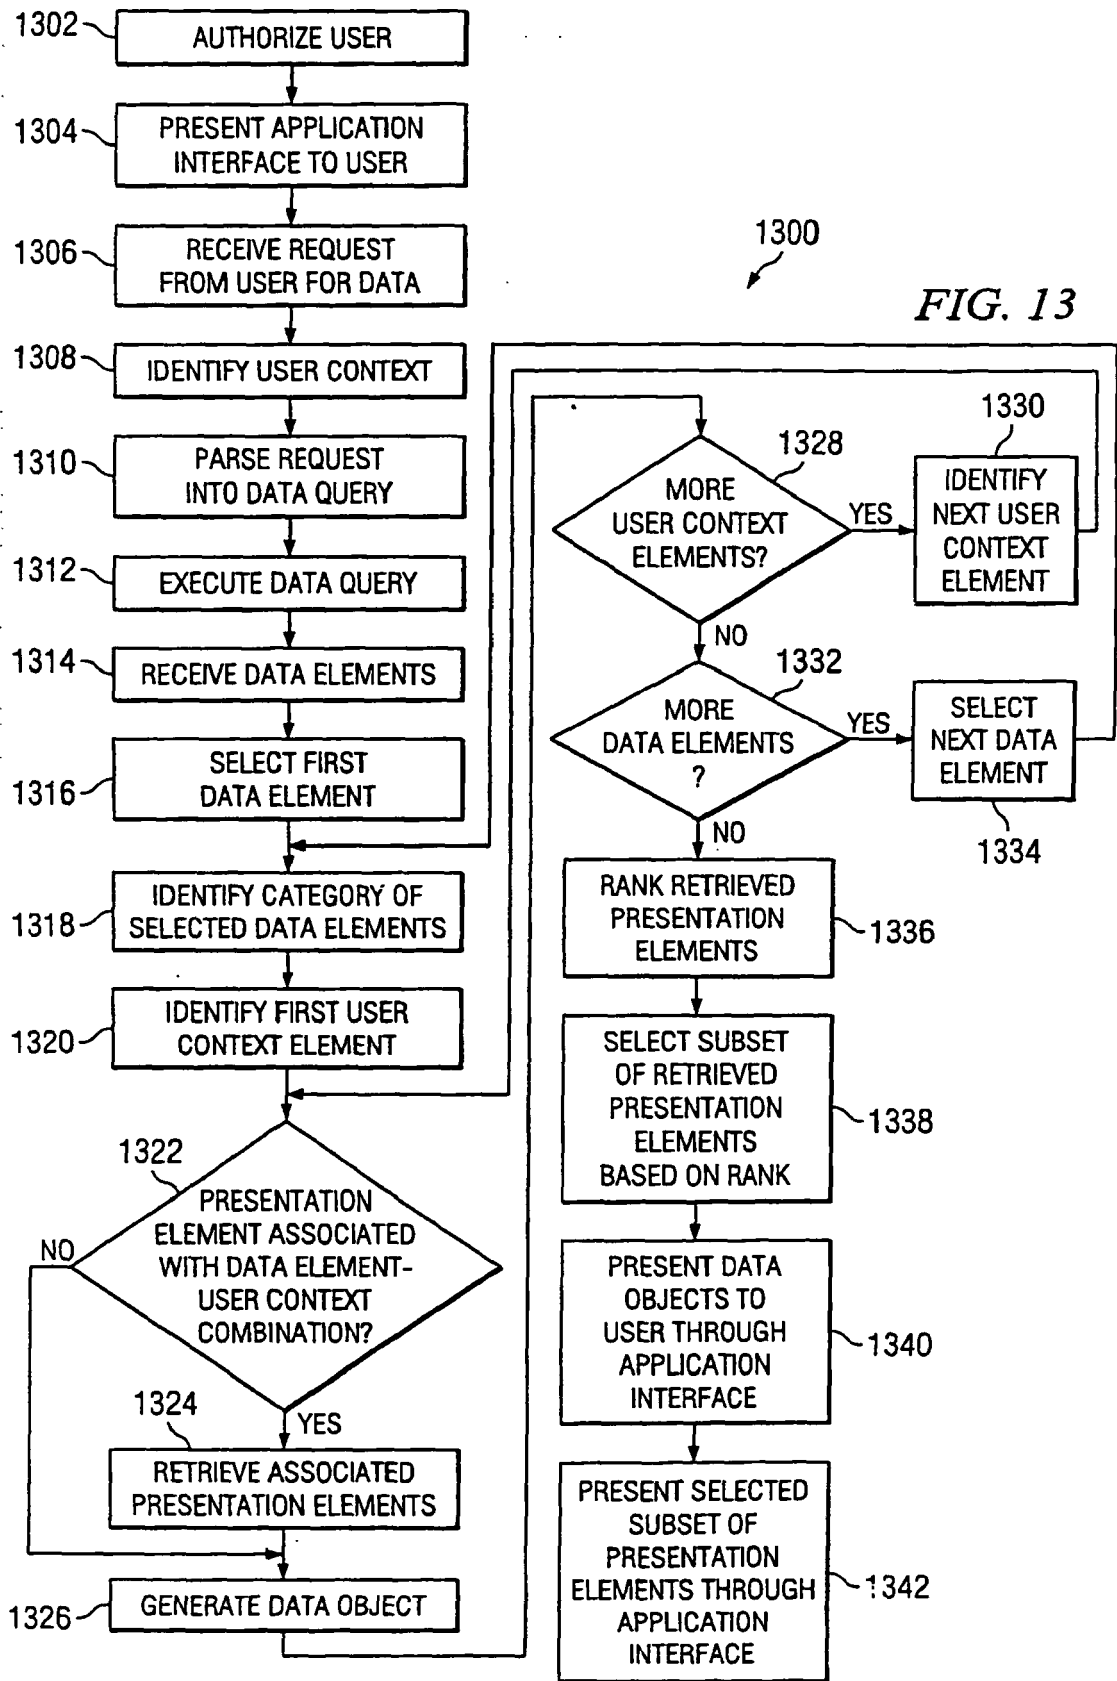 1302
AUTHORIZE USER
1304
PRESENT APPLICATION
INTERFACE TO USER
1306
RECEIVE REQUEST
FROM USER FOR DATA
1308
IDENTIFY USER CONTEXT
1310
PARSE REQUEST
INTO DATA QUERY
1312
EXECUTE DATA QUERY
1314
RECEIVE DATA ELEMENTS
1316
SELECT FIRST
DATA ELEMENT
1318
IDENTIFY CATEGORY OF
SELECTED DATA ELEMENTS
1320
IDENTIFY FIRST USER
CONTEXT ELEMENT
1322
PRESENTATION
ELEMENT ASSOCIATED
WITH DATA ELEMENT-
USER CONTEXT
COMBINATION?
NO
YES
1324
RETRIEVE ASSOCIATED
PRESENTATION ELEMENTS
1326
GENERATE DATA OBJECT
1300
FIG. 13
1328
MORE
USER CONTEXT
ELEMENTS?
YES
1330
IDENTIFY
NEXT USER
CONTEXT
ELEMENT
NO
1332
MORE
DATA ELEMENTS
?
YES
SELECT
NEXT DATA
ELEMENT
1334
NO
RANK RETRIEVED
PRESENTATION
ELEMENTS
1336
SELECT SUBSET
OF RETRIEVED
PRESENTATION
ELEMENTS
BASED ON RANK
1338
PRESENT DATA
OBJECTS TO
USER THROUGH
APPLICATION
INTERFACE
1340
PRESENT SELECTED
SUBSET OF
PRESENTATION
ELEMENTS THROUGH
APPLICATION
INTERFACE
1342